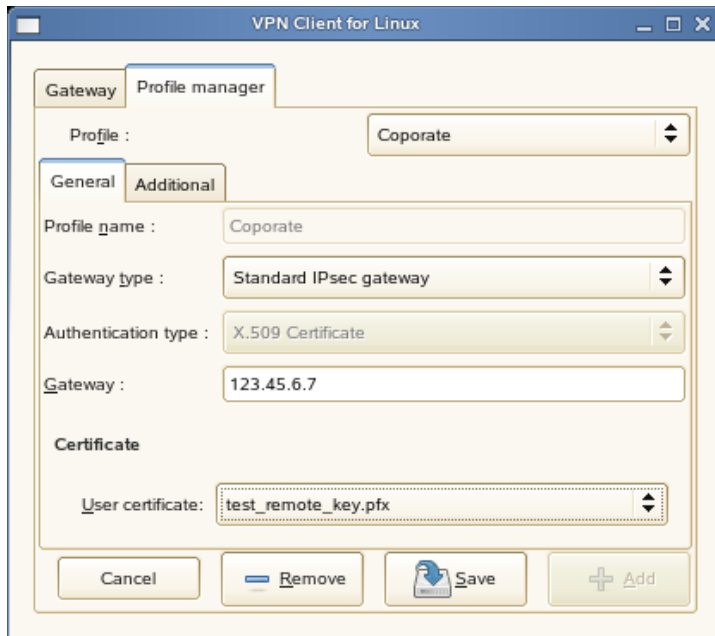 VPN Client for Linux
Gateway Profile manager
Profile : Coporate
General Additional
Profile name : Coporate
Gateway type : Standard IPsec gateway
Authentication type : X.509 Certificate
Gateway : 123.45.6.7
Certificate
User certificate: test_remote_key.pfx
Cancel Remove Save Add